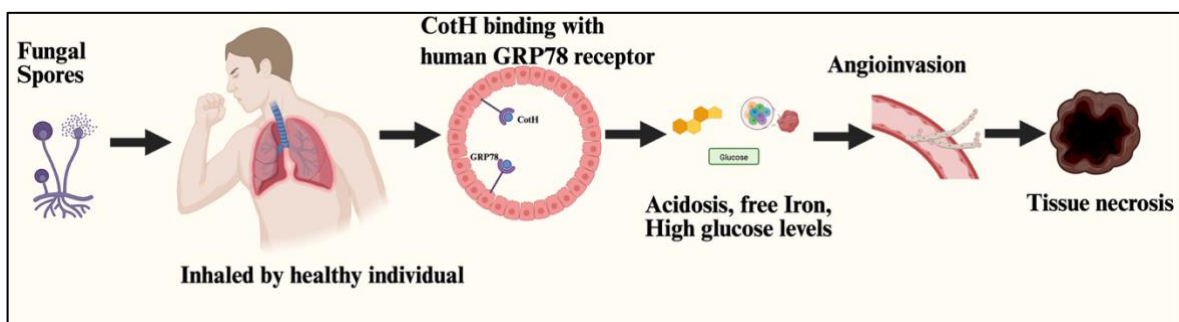 Fungal
Spores
Inhaled by healthy individual
CotH binding with
human GRP78 receptor
CotH
GRP78
Glucose
Acidosis, free Iron,
High glucose levels
Angioinvasion
Tissue necrosis